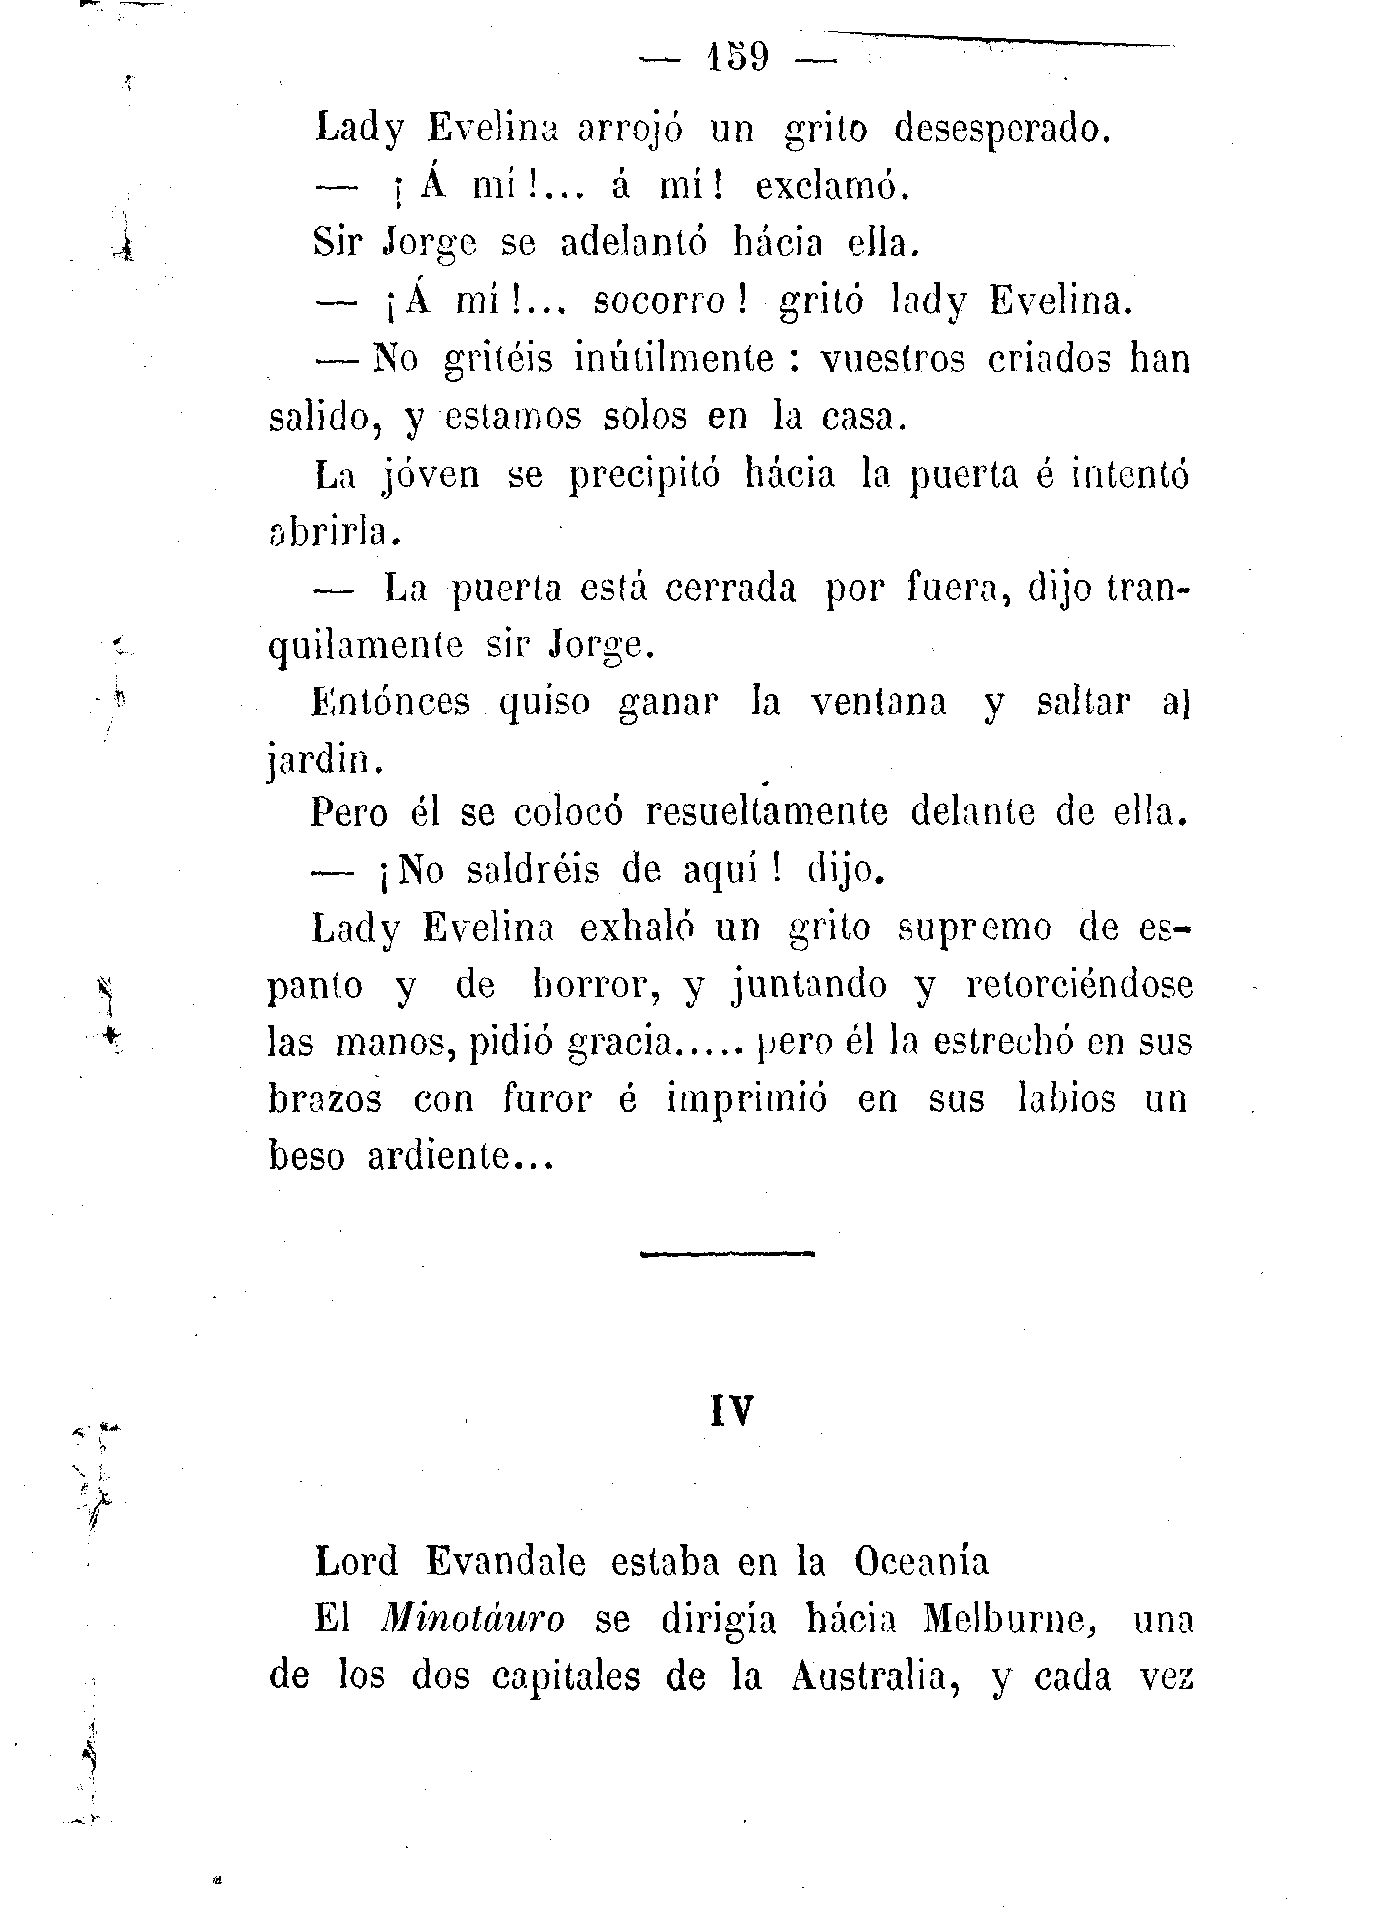 — 159 —
Lady Evelina arrojó un grito desesperado.
— ¡Á mí!... á mí! exclamó.
Sir Jorge se adelantó hácia ella.
— ¡Á mí!... socorro! gritó lady Evelina.
— No gritéis inútilmente : vuestros criados han
salido, y estamos solos en la casa.
La jóven se precipitó hácia la puerta é intentó
abrirla.
— La puerta está cerrada por fuera, dijo tran-
quilamente sir Jorge.
Entónces quiso ganar la ventana y saltar al
jardin.
Pero él se colocó resueltamente delante de ella.
— ¡No saldréis de aquí! dijo.
Lady Evelina exhaló un grito supremo de es-
panto y de horror, y juntando y retorciéndose
las manos, pidió gracia..... pero él la estrechó en sus
brazos con furor é imprimió en sus labios un
beso ardiente...
IV
Lord Evandale estaba en la Oceanía
El Minotáuro se dirigía hácia Melburne, una
de los dos capitales de la Australia, y cada vez